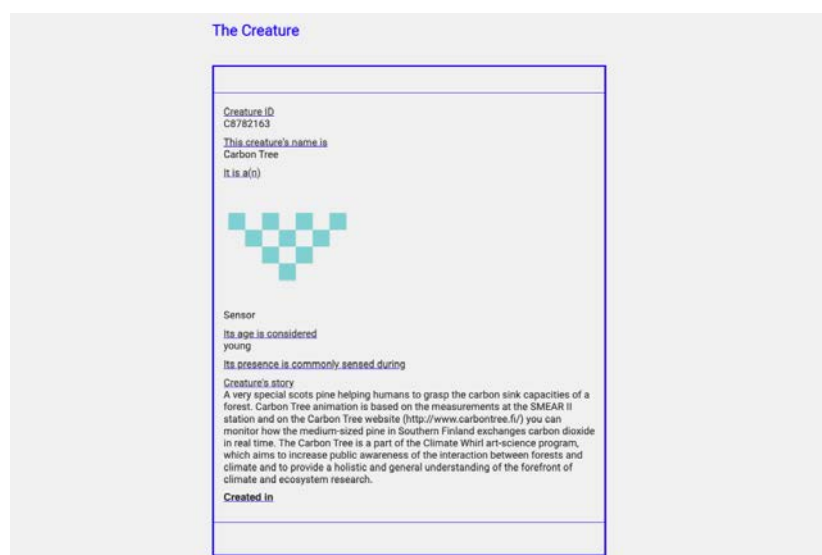 The Creature
Creature ID
C8782163
This creature's name is
Carbon Tree
It is a(n)
Sensor
Its age is considered
young
Its presence is commonly sensed during
Creature's story
A very special scots pine helping humans to grasp the carbon sink capacities of a
forest. Carbon Tree animation is based on the measurements at the SMEAR II
station and on the Carbon Tree website (http://www.carbontree.fi/) you can
monitor how the medium-sized pine in Southern Finland exchanges carbon dioxide
in real time. The Carbon Tree is a part of the Climate Whirl art-science program,
which aims to increase public awareness of the interaction between forests and
climate and to provide a holistic and general understanding of the forefront of
climate and ecosystem research.
Created in